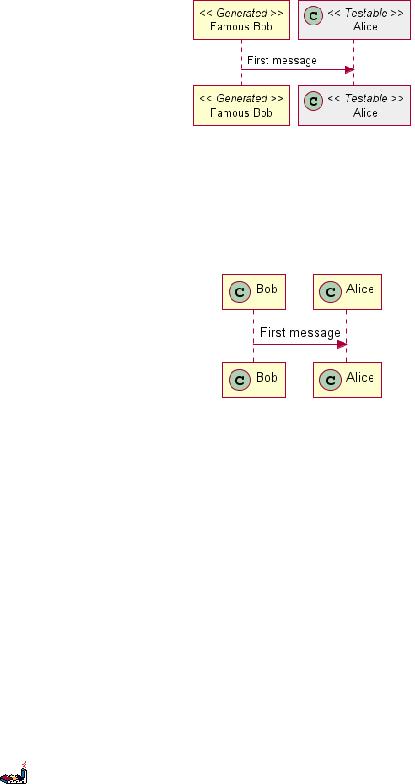 << Generated >>
Famous Bob
C << Testable >>
Alice
First message
<< Generated >>
Famous Bob
C << Testable >>
Alice
C Bob
C Alice
First message
C Bob
C Alice